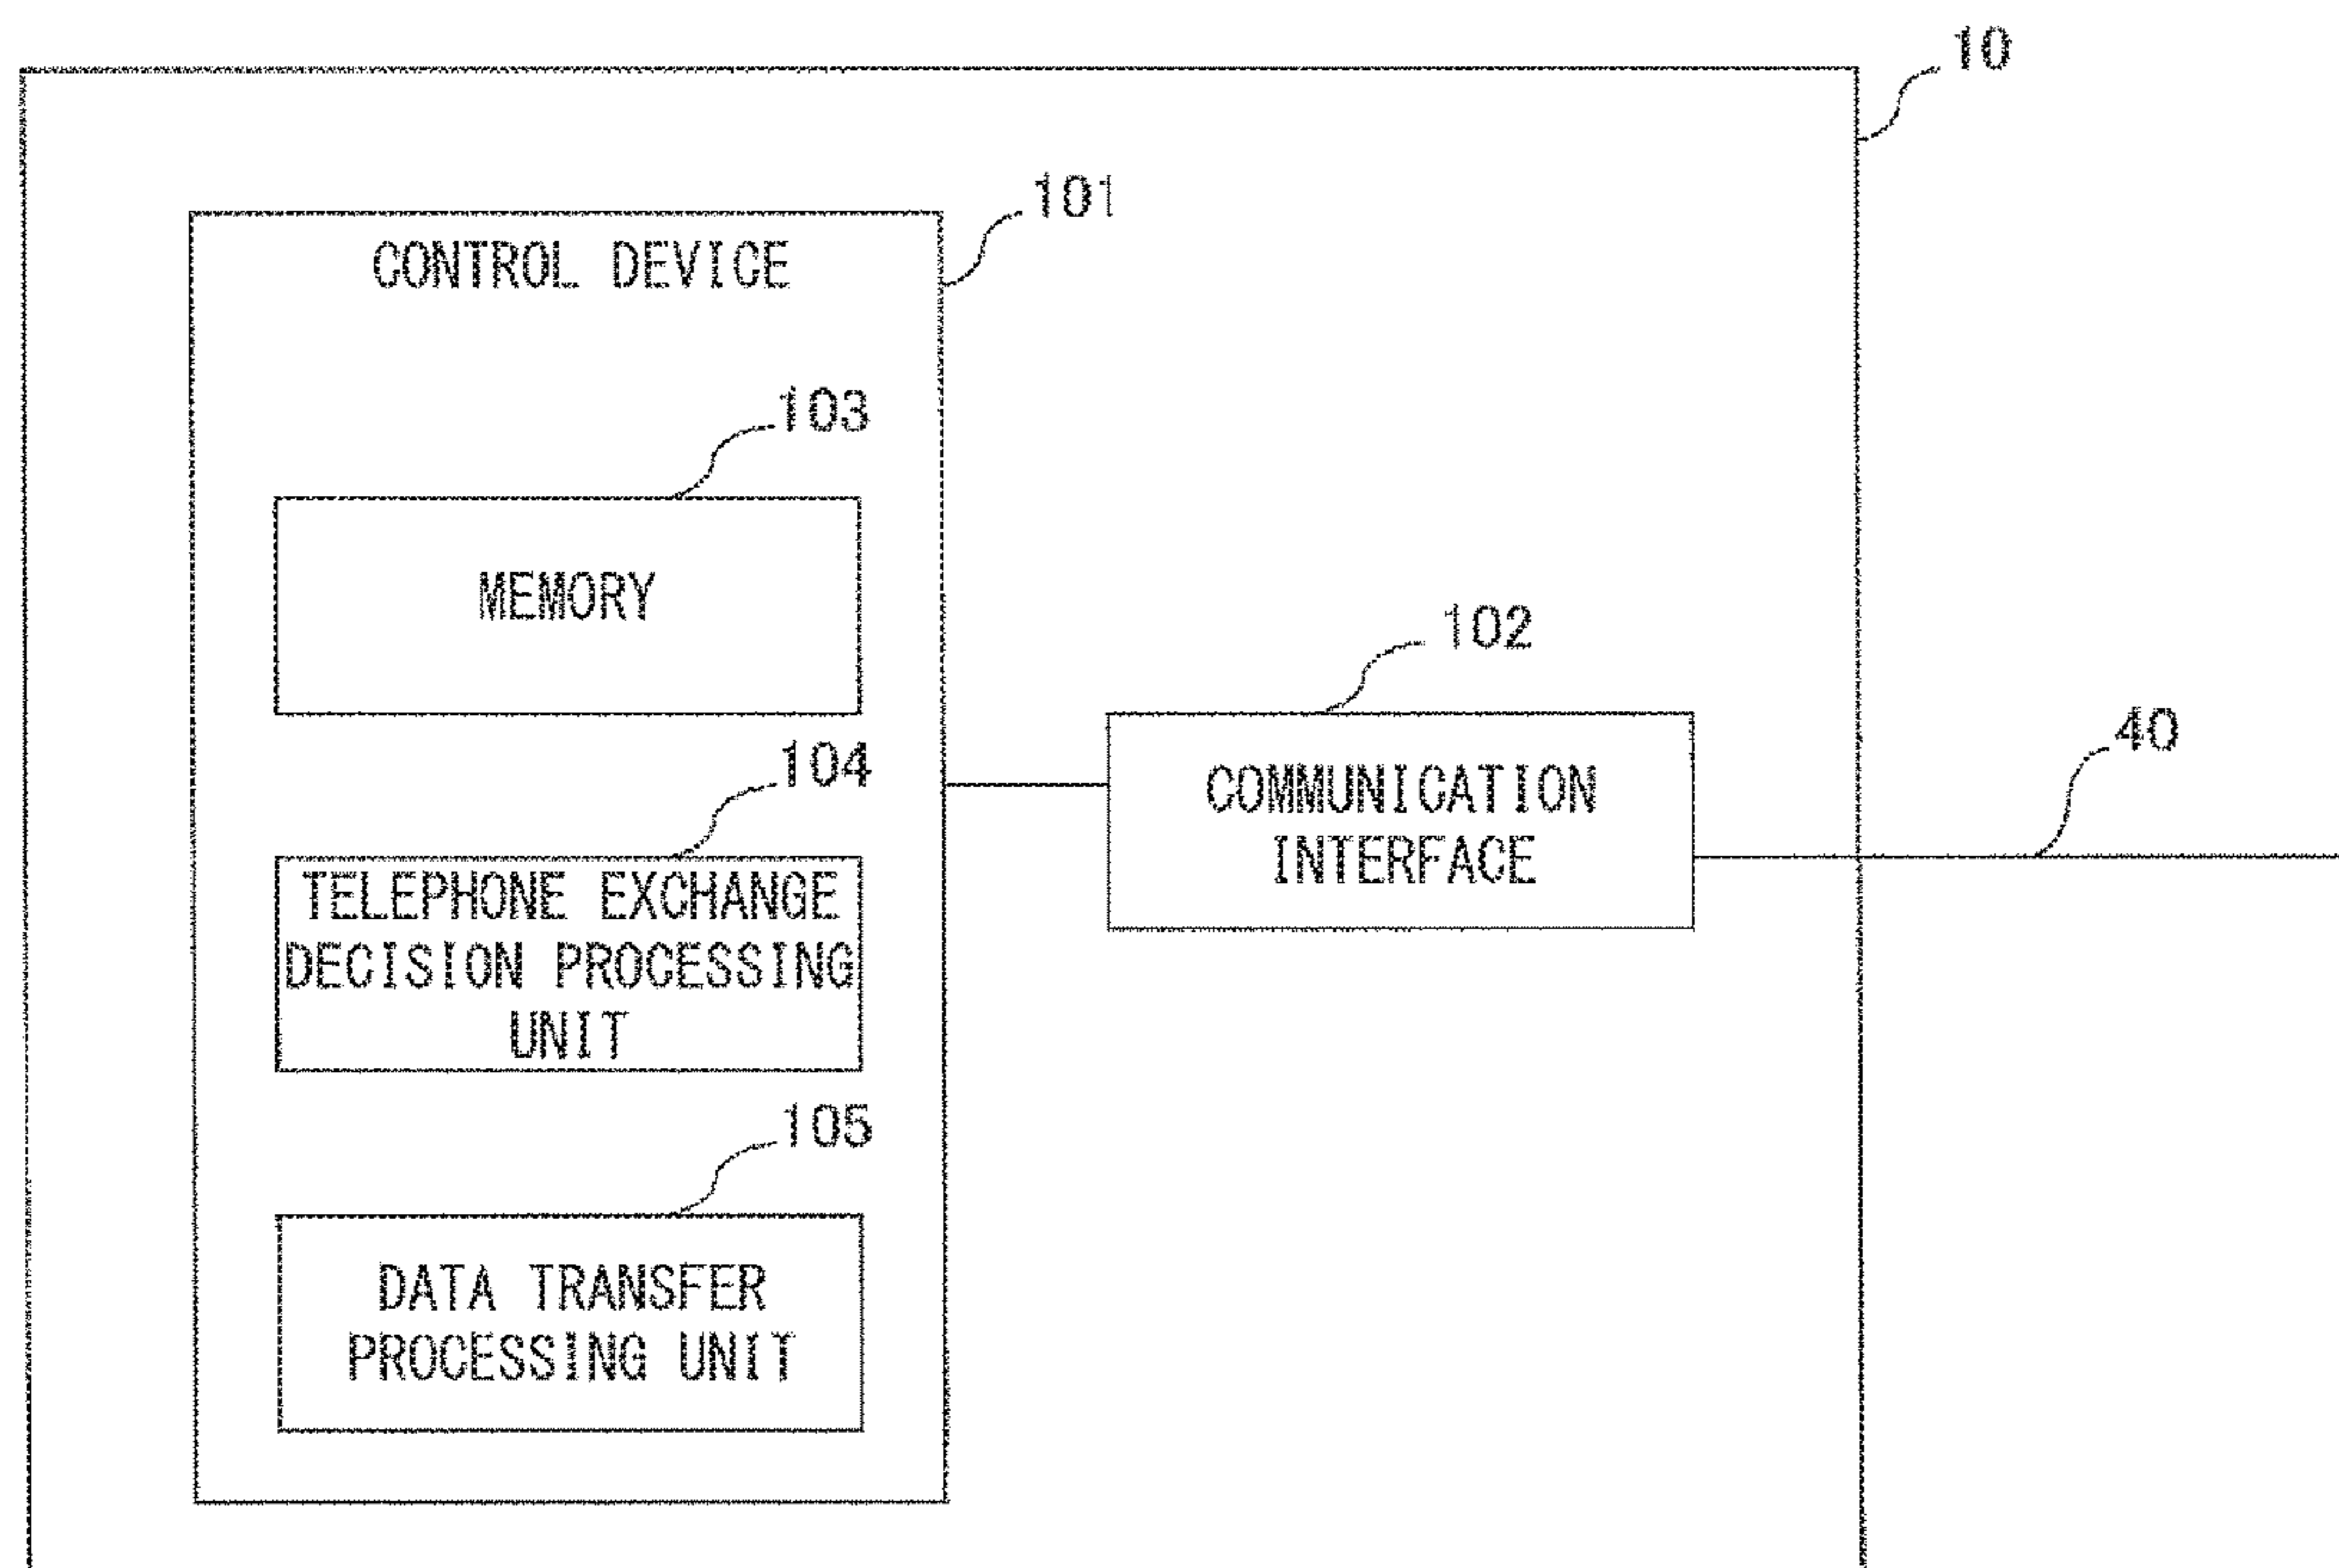 10
101
CONTROL DEVICE
103
MEMORY
102
COMMUNICATION
INTERFACE
40
104
TELEPHONE EXCHANGE
DECISION PROCESSING
UNIT
105
DATA TRANSFER
PROCESSING UNIT